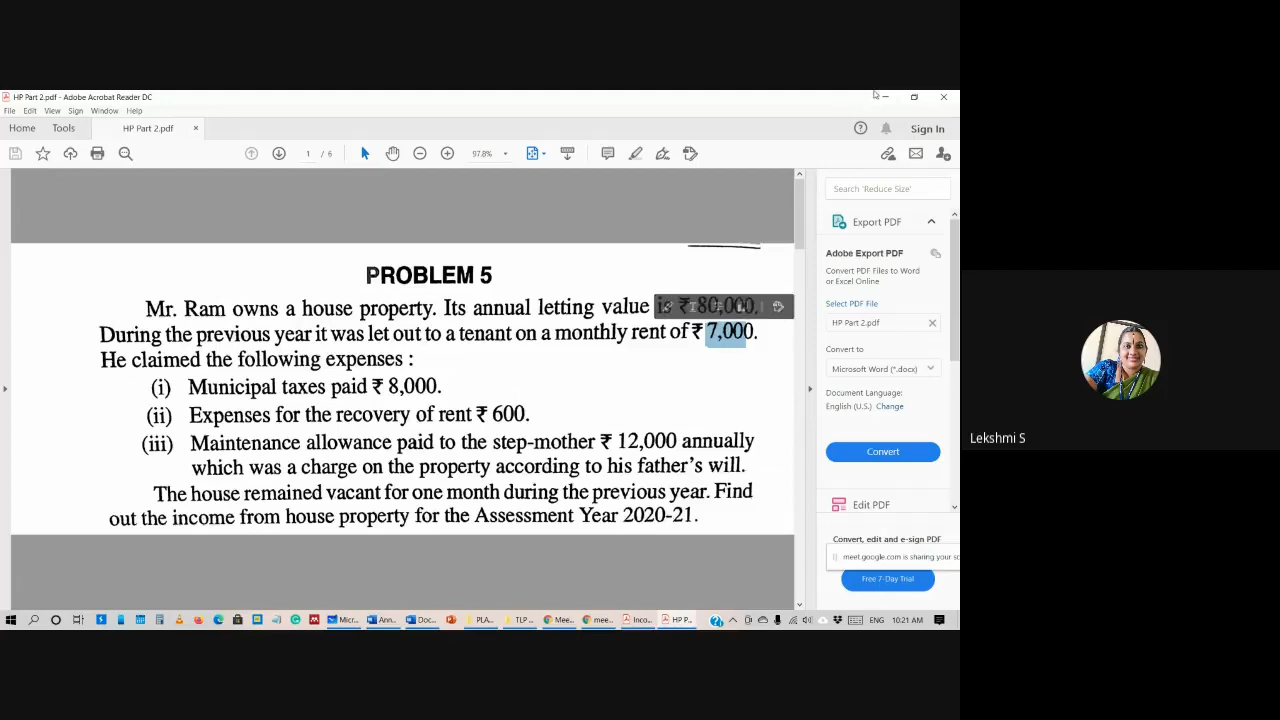 HP Part 2.pdf - Adobe Acrobat Reader DC
File Edit View Sign Window Help
Home Tools HP Part 2.pdf × Sign In
1 / 6 97.8%
Search 'Reduce Size'
Export PDF
Adobe Export PDF
Convert PDF Files to Word
or Excel Online
Select PDF File
HP Part 2.pdf
Convert to
Microsoft Word (*.docx)
Document Language:
English (U.S.) Change
Convert
Edit PDF
Convert, edit and e-sign PDF
meet.google.com is sharing your
Free 7-Day Trial
PROBLEM 5
Mr. Ram owns a house property. Its annual letting value is ₹ 80,000.
During the previous year it was let out to a tenant on a monthly rent of ₹ 7,000.
He claimed the following expenses :
(i) Municipal taxes paid ₹ 8,000.
(ii) Expenses for the recovery of rent ₹ 600.
(iii) Maintenance allowance paid to the step-mother ₹ 12,000 annually
which was a charge on the property according to his father's will.
The house remained vacant for one month during the previous year. Find
out the income from house property for the Assessment Year 2020-21.
Micr... Ann... Doc... PLA... TLP ... Mee... mee... Inco... HP P... ENG 10:21 AM
Lekshmi S